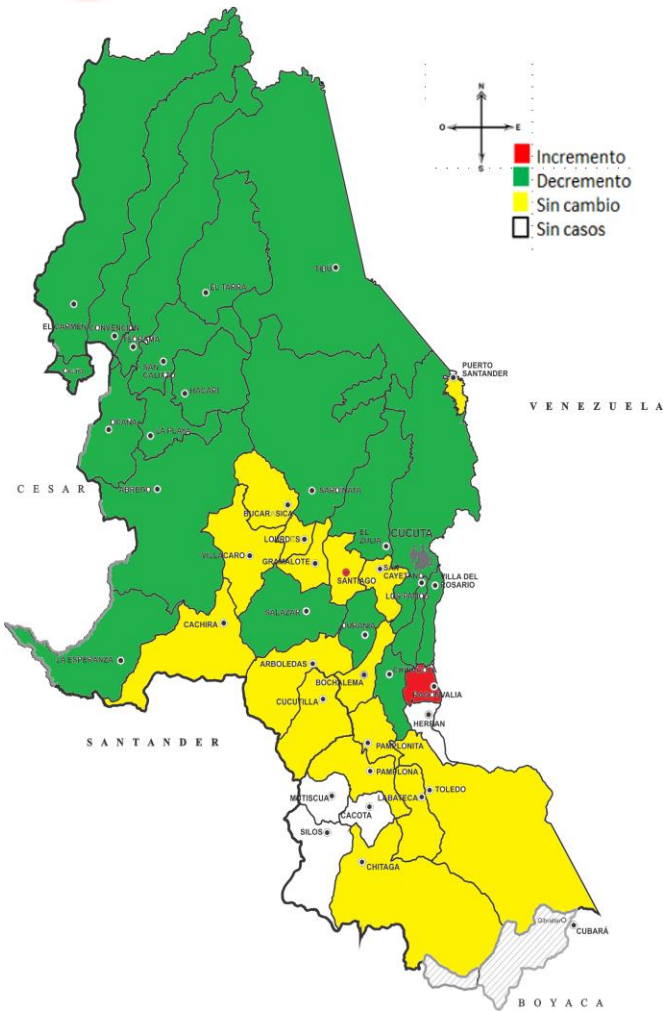 N
O
E
S
Incremento
Decremento
Sin cambio
Sin casos
TIBU
EL TARRA
EL CARMEN
CONVENCION
TEORAMA
SAN
CALIXTO
HACARI
PUERTO
SANTANDER
VENEZUELA
OCAÑA
LA PLAYA
CESAR
ABREGO
SARDINATA
BUCARASICA
EL
ZULIA
CUCUTA
LOURDES
VILLACARO
GRAMALOTE
SANTIAGO
SAN
CAYETANO
VILLA DEL
ROSARIO
LOS PATIOS
SALAZAR
DURANIA
CACHIRA
LA ESPERANZA
ARBOLEDAS
BOCHALEMA
CHINACOTA
CUCUTILLA
HERRAN
SANTANDER
PAMPLONITA
PAMPLONA
TOLEDO
LABATECA
MUTISCUA
CACOTA
SILOS
CHITAGA
Gibraltar
CUBARÁ
BOYACA